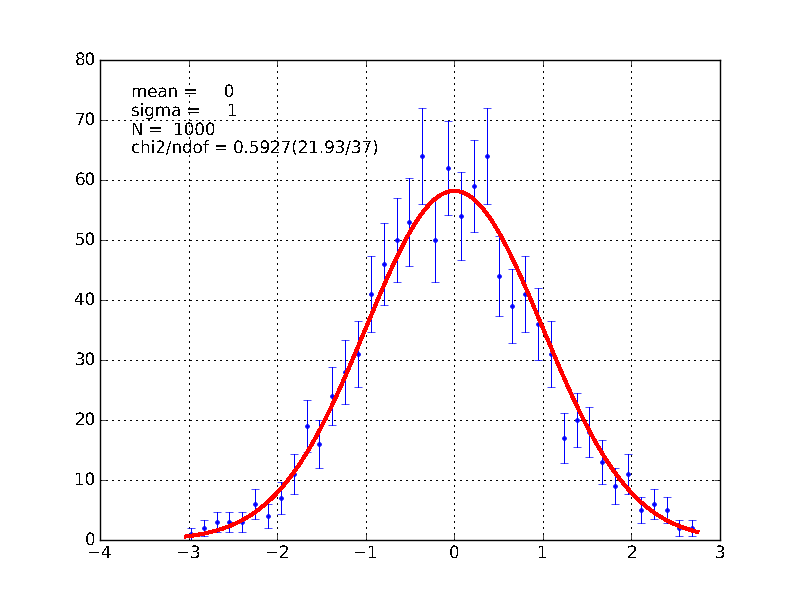 80
70
60
50
40
30
20
10
0
mean =     0
sigma =     1
N =  1000
chi2/ndof = 0.5927(21.93/37)
−4 −3 −2 −1 0 1 2 3